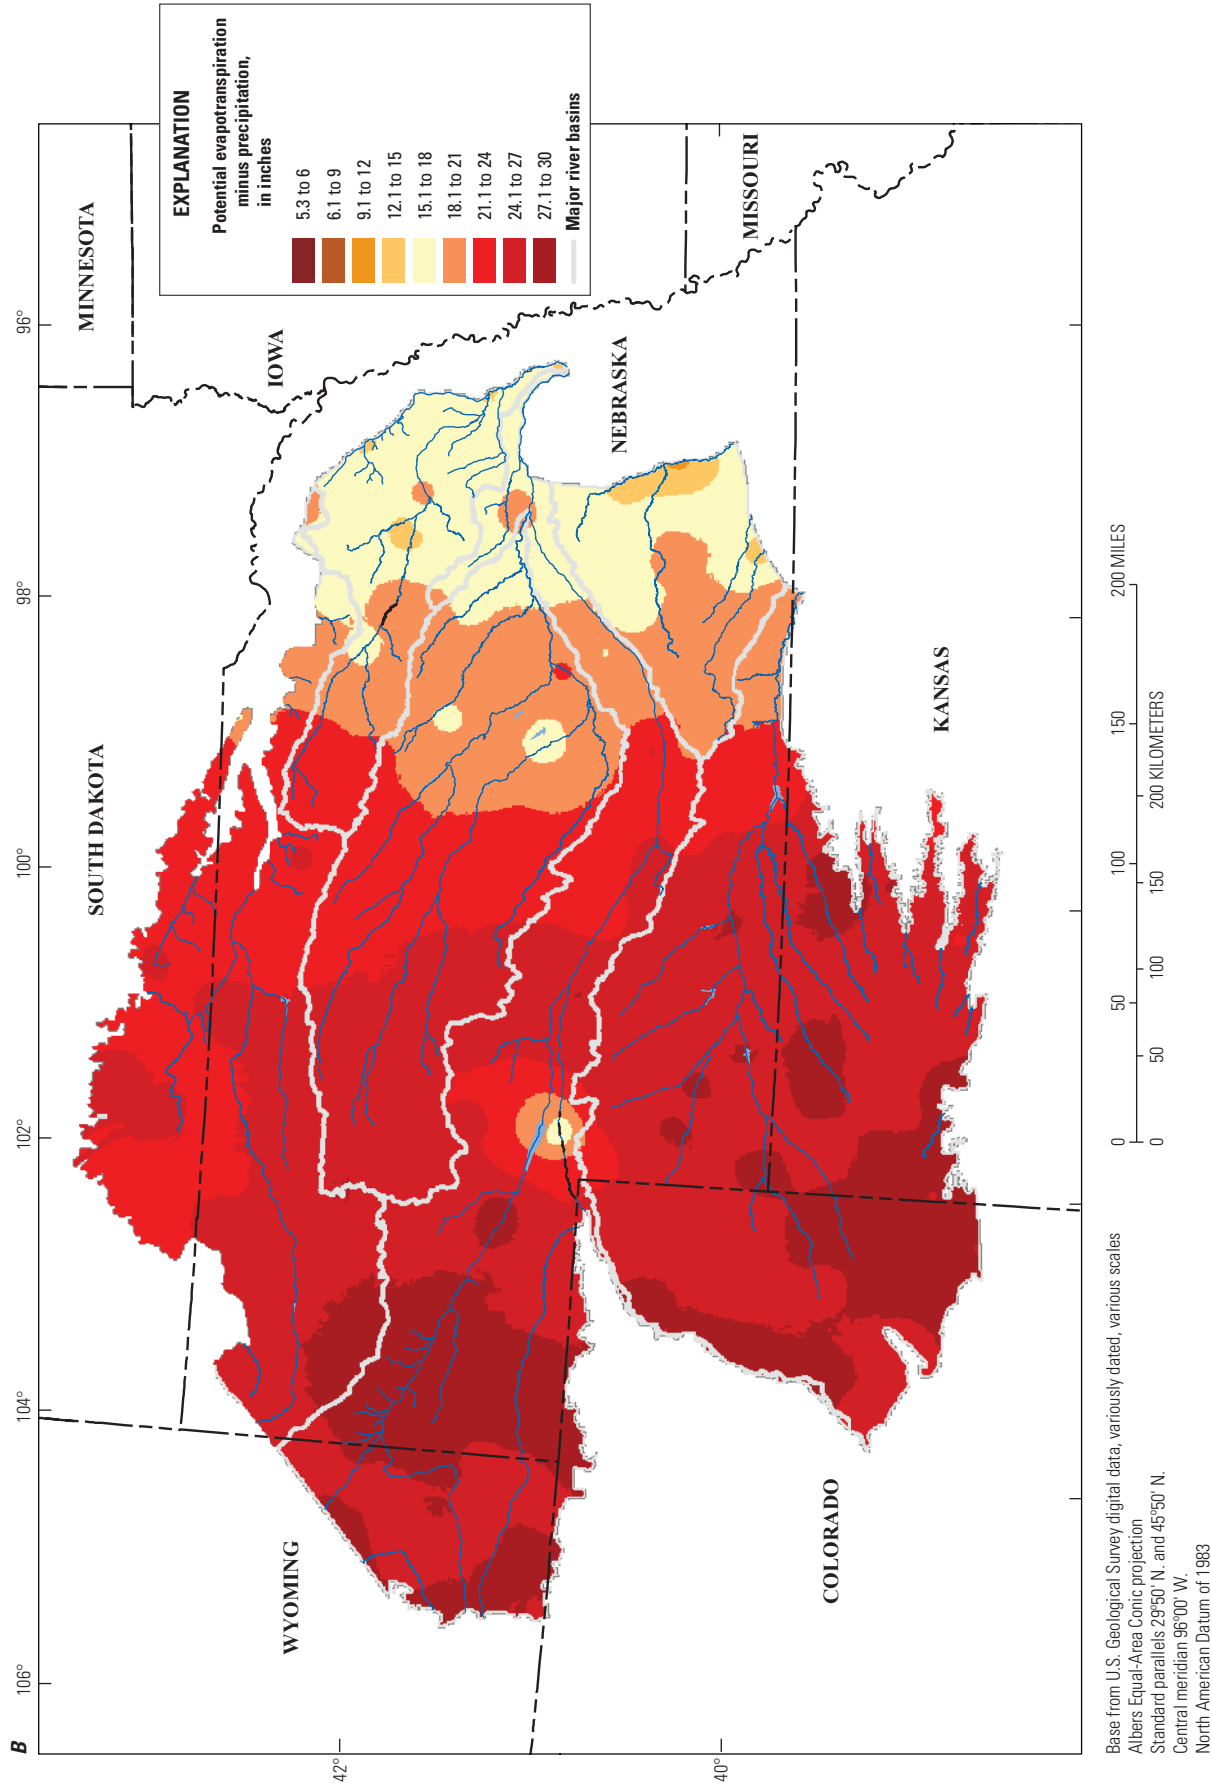 B
106°
104°
102°
100°
98°
96°
42°
40°
WYOMING
SOUTH DAKOTA
MINNESOTA
IOWA
NEBRASKA
MISSOURI
COLORADO
KANSAS
EXPLANATION
Potential evapotranspiration
minus precipitation,
in inches
5.3 to 6
6.1 to 9
9.1 to 12
12.1 to 15
15.1 to 18
18.1 to 21
21.1 to 24
24.1 to 27
27.1 to 30
Major river basins
Base from U.S. Geological Survey digital data, variously dated, various scales
Albers Equal-Area Conic projection
Standard parallels 29°50' N. and 45°50' N.
Central meridian 96°00' W.
North American Datum of 1983
0 50 100 150 200 MILES
0 50 100 150 200 KILOMETERS